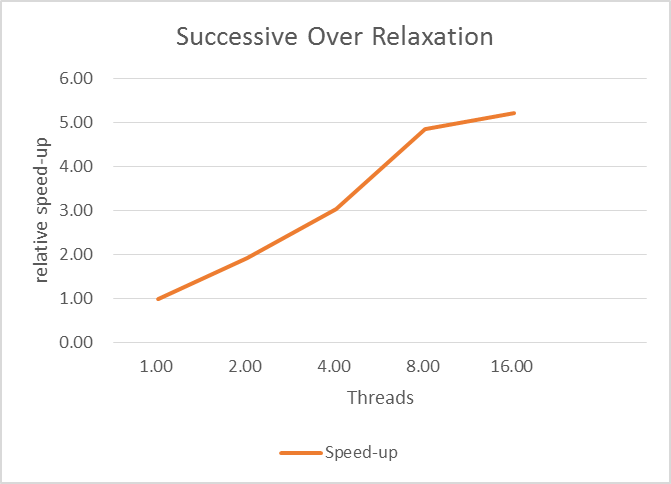 Successive Over Relaxation
6.00
5.00
4.00
3.00
2.00
1.00
0.00
relative speed-up
1.00 2.00 4.00 8.00 16.00
Threads
Speed-up